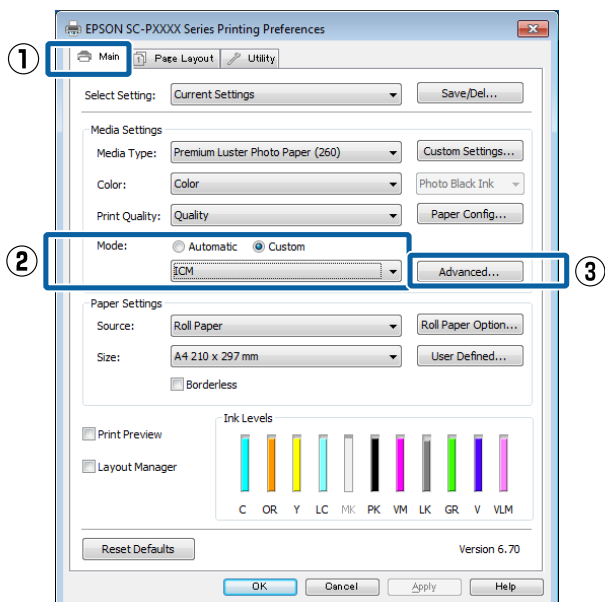 EPSON SC-PXXXX Series Printing Preferences
① Main Page Layout Utility
Select Setting: Current Settings Save/Del...
Media Settings
Media Type: Premium Luster Photo Paper (260) Custom Settings...
Color: Color Photo Black Ink
Print Quality: Quality Paper Config...
Mode: Automatic Custom
② ICM Advanced... ③
Paper Settings
Source: Roll Paper Roll Paper Option...
Size: A4 210 x 297 mm User Defined...
Borderless
Ink Levels
Print Preview
Layout Manager
C OR Y LC MK PK VM LK GR V VLM
Reset Defaults Version 6.70
OK Cancel Apply Help